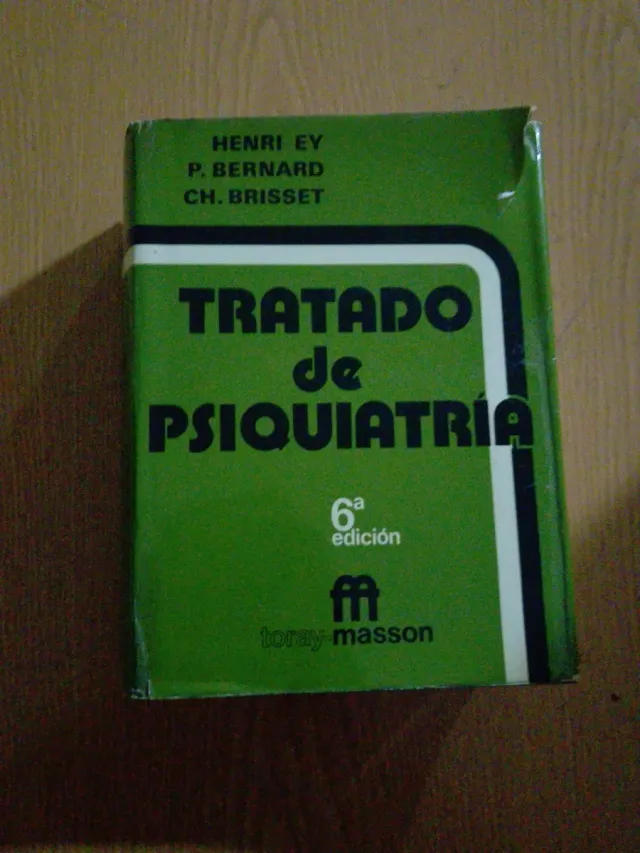 HENRI EY
P. BERNARD
CH. BRISSET
TRATADO
de
PSIQUIATRÍA
6ª
edición
toray-masson